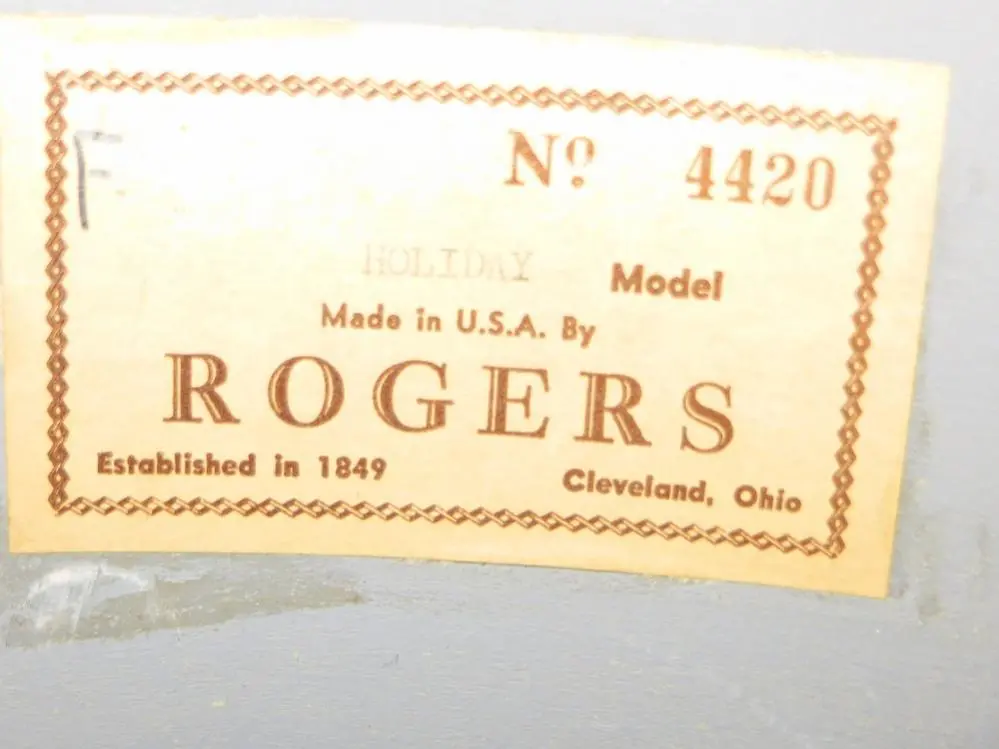 F
Nº 4420
HOLIDAY Model
Made in U.S.A. By
ROGERS
Established in 1849 Cleveland, Ohio